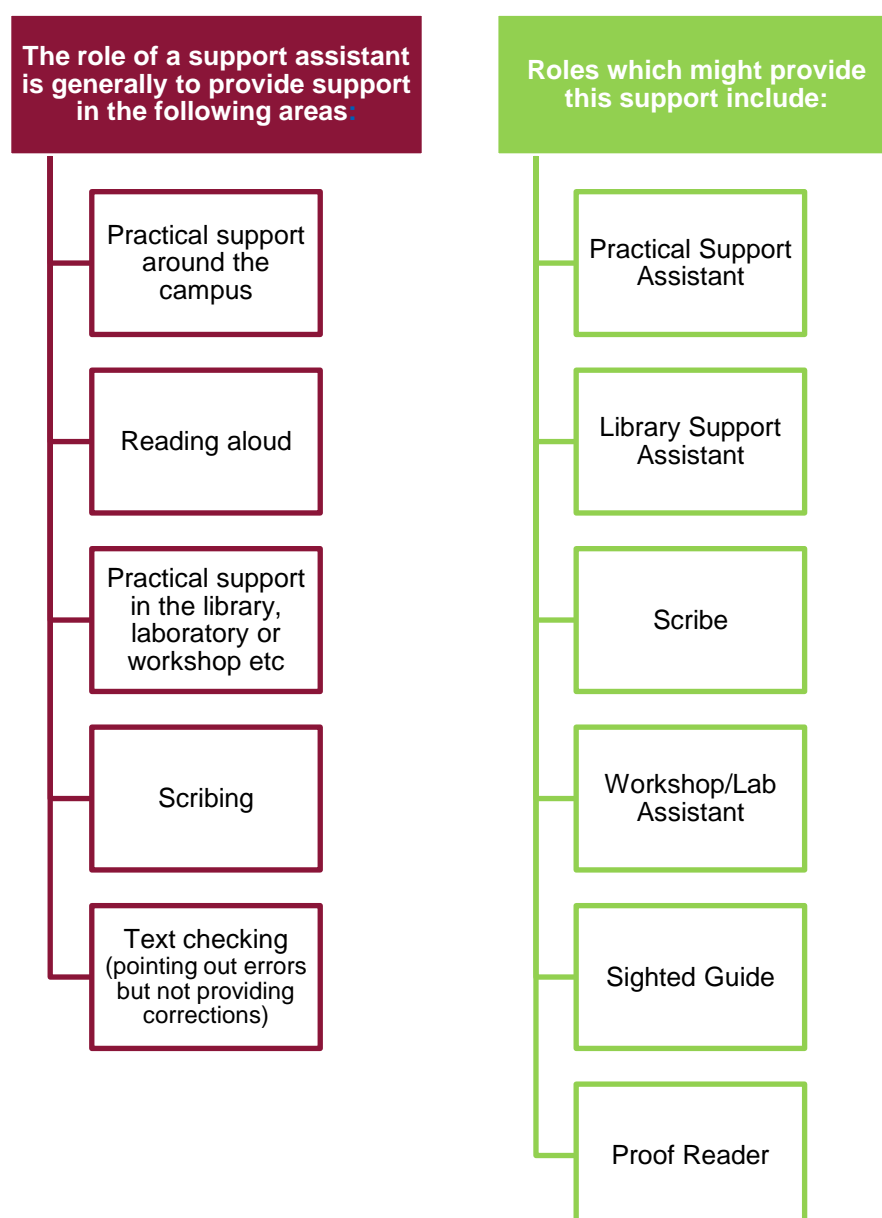 The role of a support assistant
is generally to provide support
in the following areas:
Practical support
around the
campus
Reading aloud
Practical support
in the library,
laboratory or
workshop etc
Scribing
Text checking
(pointing out errors
but not providing
corrections)
Roles which might provide
this support include:
Practical Support
Assistant
Library Support
Assistant
Scribe
Workshop/Lab
Assistant
Sighted Guide
Proof Reader